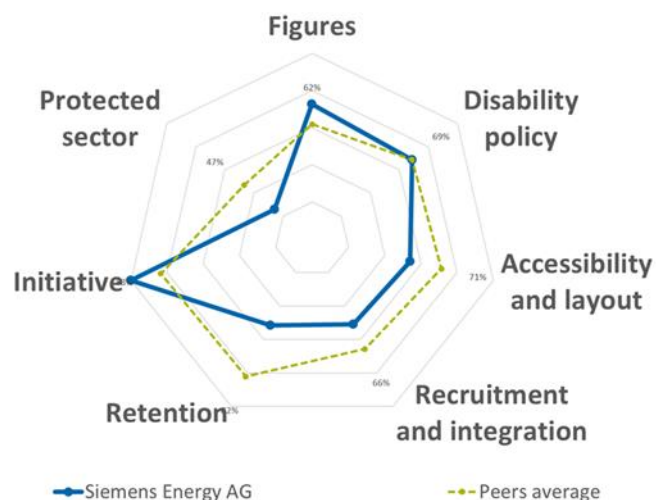 Figures
62%
Protected
sector
Disability
policy
69%
47%
Initiative
Accessibility
and layout
71%
66%
Retention
Recruitment
and integration
Siemens Energy AG
Peers average